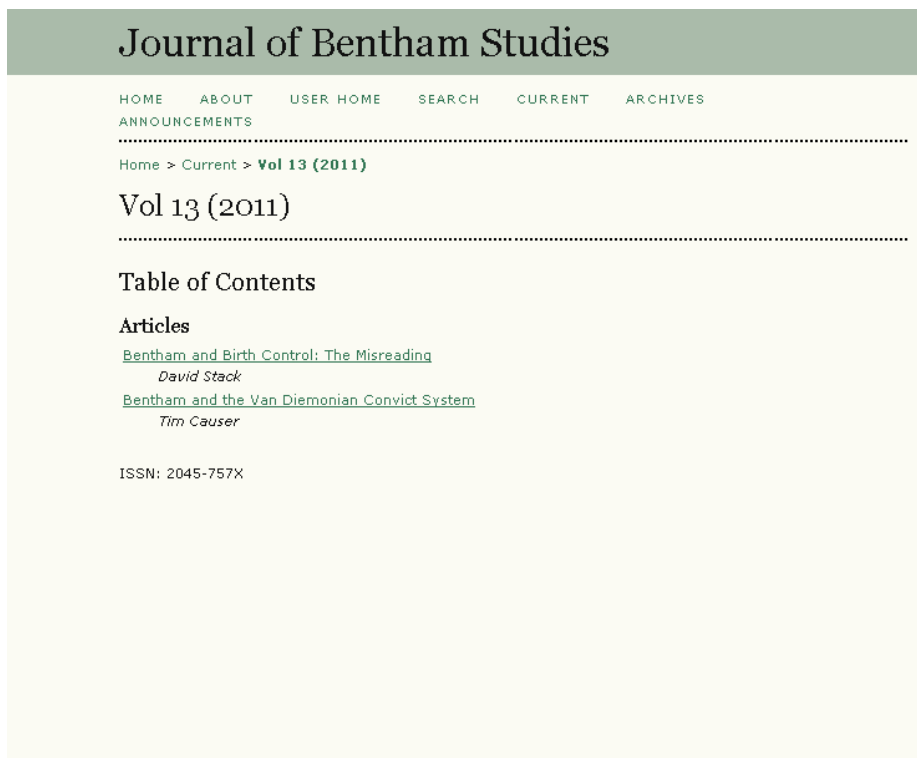 Journal of Bentham Studies
HOME ABOUT USER HOME SEARCH CURRENT ARCHIVES
ANNOUNCEMENTS
Home > Current > Vol 13 (2011)
Vol 13 (2011)
Table of Contents
Articles
Bentham and Birth Control: The Misreading
David Stack
Bentham and the Van Diemonian Convict System
Tim Causer
ISSN: 2045-757X